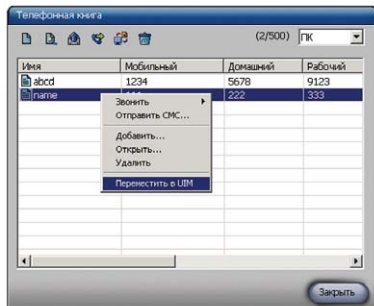 Телефонная книга
(2/500) ПК
Имя Мобильный Домашний Рабочий
abcd 1234 5678 9123
name 222 333
Звонить
Отправить СМС...
Добавить...
Открыть...
Удалить
Переместить в UIM
Закрыть